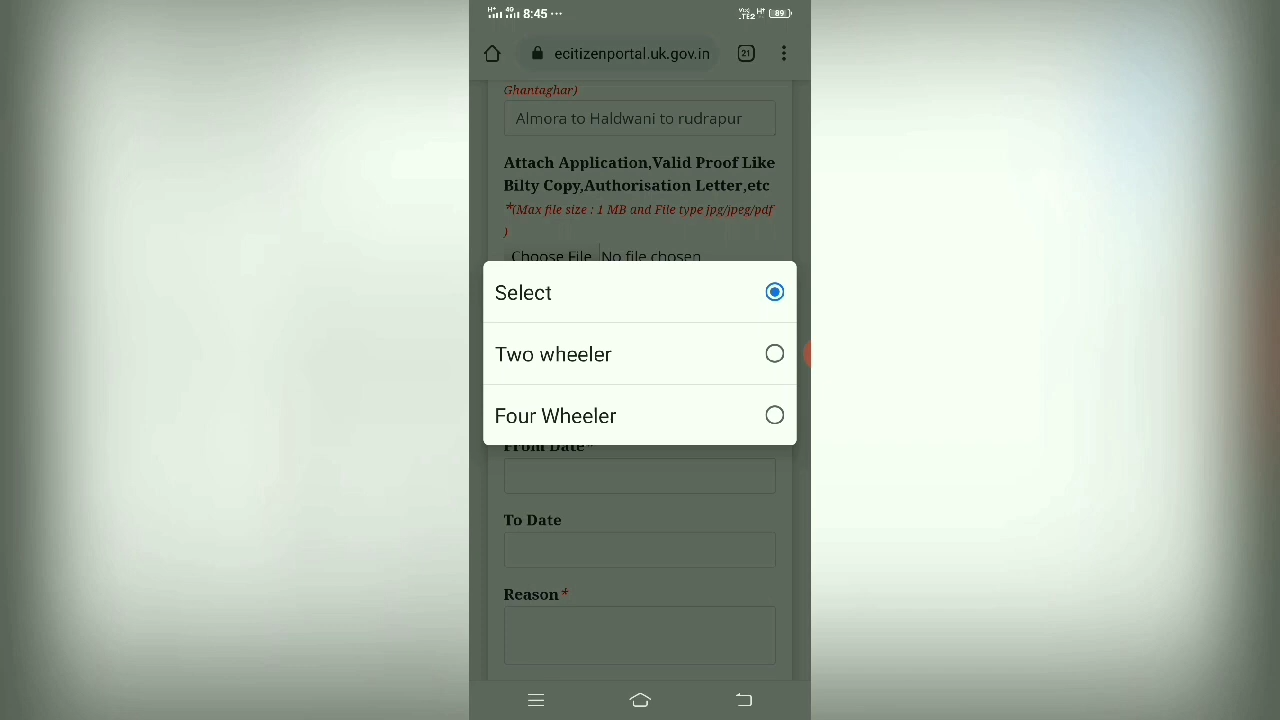 8:45 ...
89
ecitizenportal.uk.gov.in
21
Ghantaghar)
Almora to Haldwani to rudrapur
Attach Application,Valid Proof Like
Bilty Copy,Authorisation Letter,etc
*(Max file size : 1 MB and File type jpg/jpeg/pdf
)
Choose File No file chosen
Select
Two wheeler
Four Wheeler
From Date*
To Date
Reason*